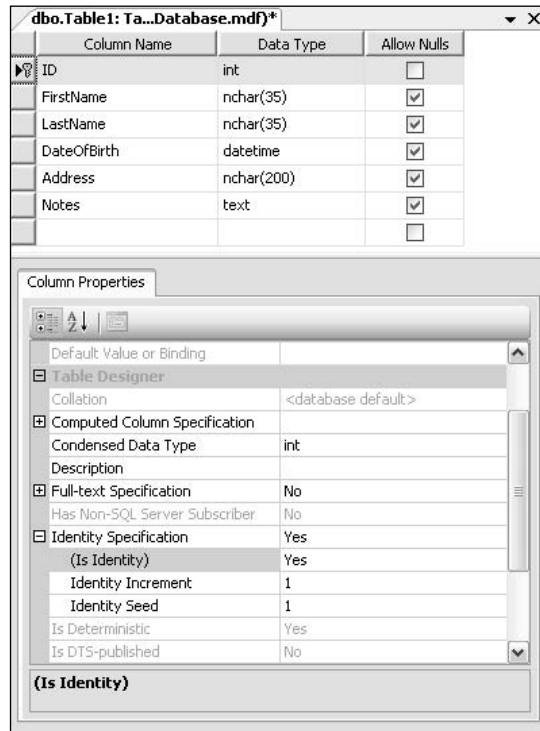 dbo.Table1: Ta...Database.mdf)*
Column Name Data Type Allow Nulls
ID int
FirstName nchar(35)
LastName nchar(35)
DateOfBirth datetime
Address nchar(200)
Notes text
Column Properties
Default Value or Binding
Table Designer
Collation <database default>
Computed Column Specification
Condensed Data Type int
Description
Full-text Specification No
Has Non-SQL Server Subscriber No
Identity Specification Yes
(Is Identity) Yes
Identity Increment 1
Identity Seed 1
Is Deterministic Yes
Is DTS-published No
(Is Identity)